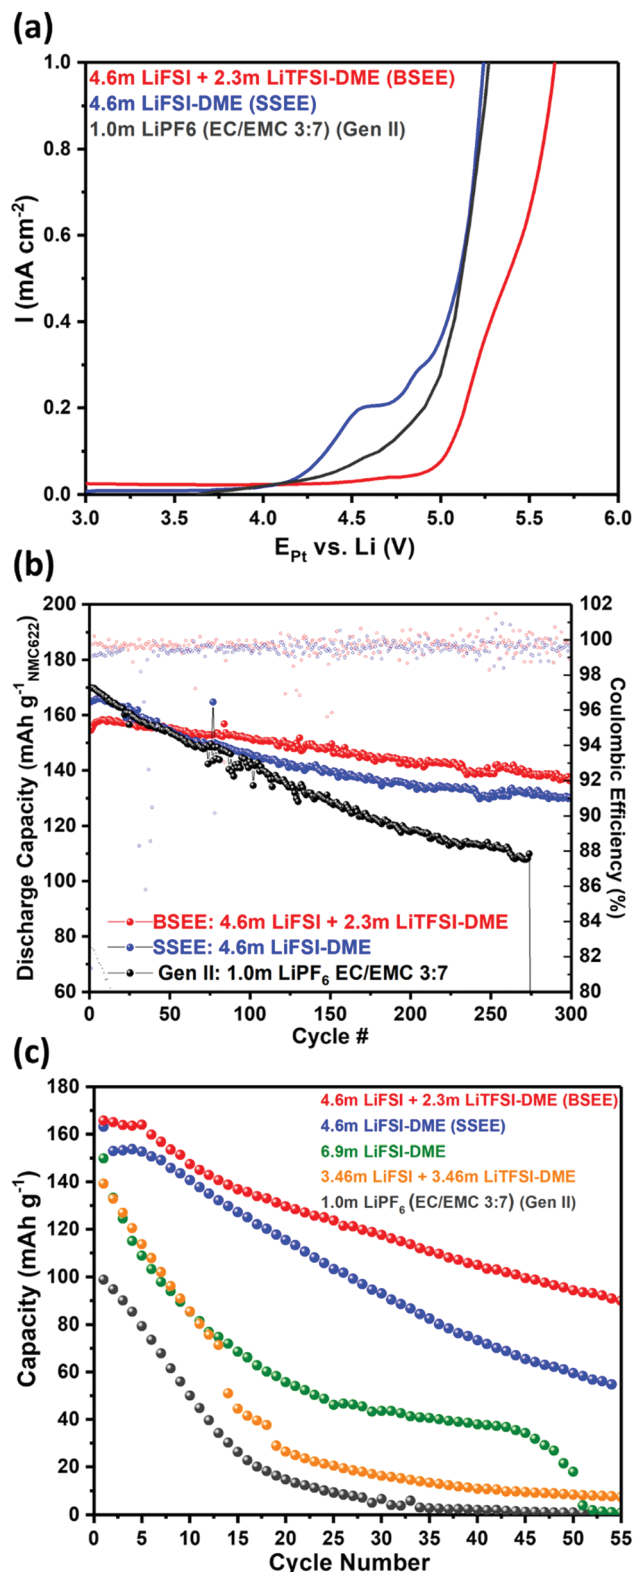 (a)
4.6m LiFSI + 2.3m LiTFSI-DME (BSEE)
4.6m LiFSI-DME (SSEE)
1.0m LiPF6 (EC/EMC 3:7) (Gen II)
I (mA cm⁻²)
1.0
0.8
0.6
0.4
0.2
0.0
3.0 3.5 4.0 4.5 5.0 5.5 6.0
E_Pt vs. Li (V)
(b)
Discharge Capacity (mAh g⁻¹ NMC622)
200
180
160
140
120
100
80
60
102
100
98
96
94
92
90
88
86
84
82
80
Coulombic Efficiency (%)
BSEE: 4.6m LiFSI + 2.3m LiTFSI-DME
SSEE: 4.6m LiFSI-DME
Gen II: 1.0m LiPF₆ EC/EMC 3:7
0 50 100 150 200 250 300
Cycle #
(c)
4.6m LiFSI + 2.3m LiTFSI-DME (BSEE)
4.6m LiFSI-DME (SSEE)
6.9m LiFSI-DME
3.46m LiFSI + 3.46m LiTFSI-DME
1.0m LiPF₆ (EC/EMC 3:7) (Gen II)
Capacity (mAh g⁻¹)
180
160
140
120
100
80
60
40
20
0
0 5 10 15 20 25 30 35 40 45 50 55
Cycle Number